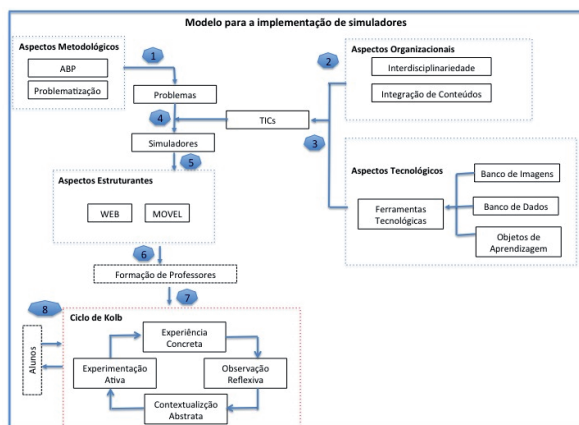 Modelo para a implementação de simuladores
Aspectos Metodológicos
ABP
Problematização
1
Problemas
4
Simuladores
5
2
Aspectos Organizacionais
Interdisciplinariedade
Integração de Conteúdos
TICs
3
Aspectos Tecnológicos
Banco de Imagens
Ferramentas
Tecnológicas
Banco de Dados
Objetos de
Aprendizagem
Aspectos Estruturantes
WEB
MOVEL
6
Formação de Professores
7
8
Alunos
Ciclo de Kolb
Experiência
Concreta
Experimentação
Ativa
Observação
Reflexiva
Contextualizção
Abstrata